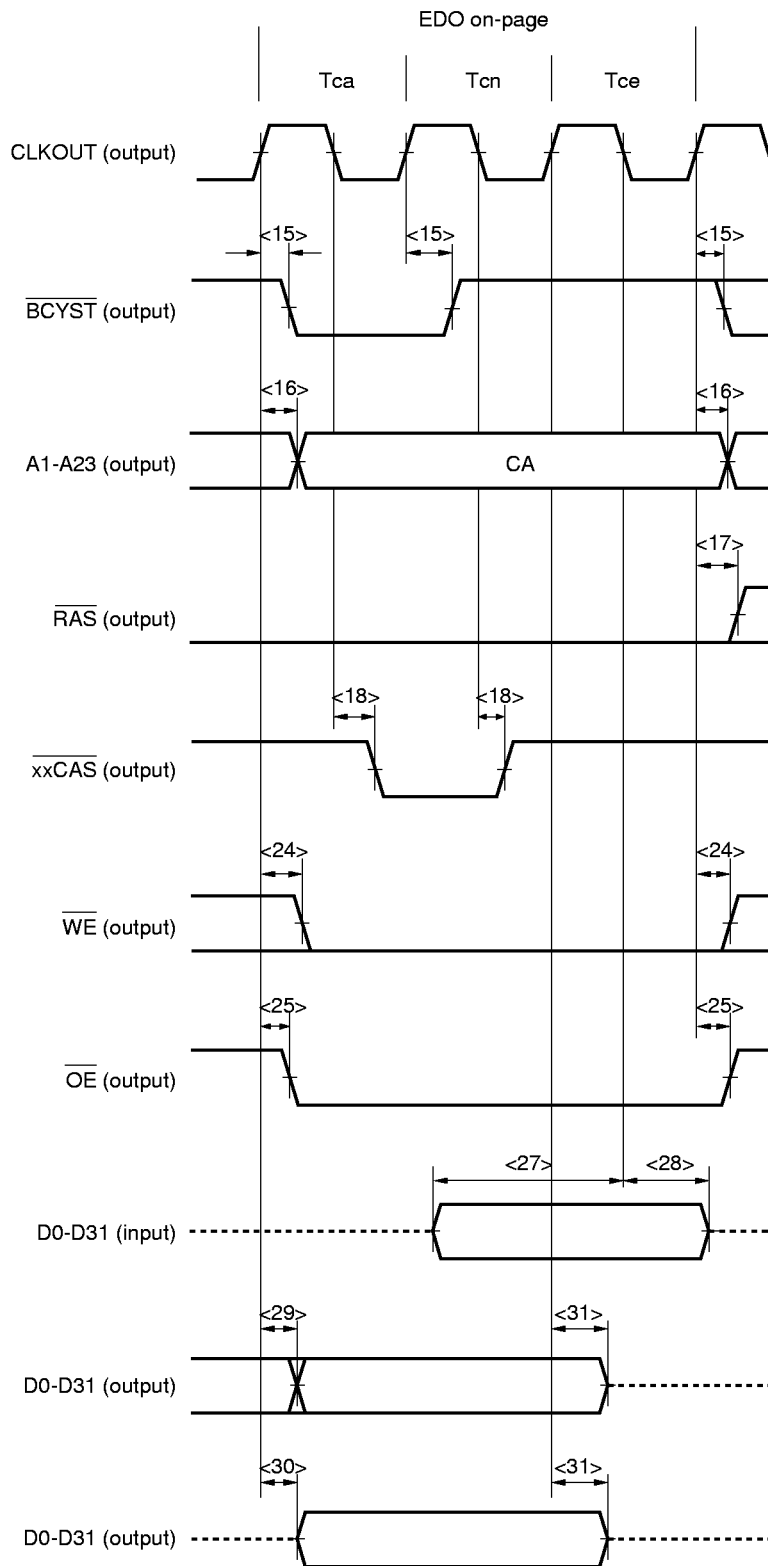 EDO on-page
Tca Tcn Tce
CLKOUT (output)
<15> <15> <15>
BCYST (output)
<16> <16>
A1-A23 (output) CA
<17>
RAS (output)
<18> <18>
xxCAS (output)
<24> <24>
WE (output)
<25> <25>
OE (output)
<27> <28>
D0-D31 (input)
<29> <31>
D0-D31 (output)
<30> <31>
D0-D31 (output)